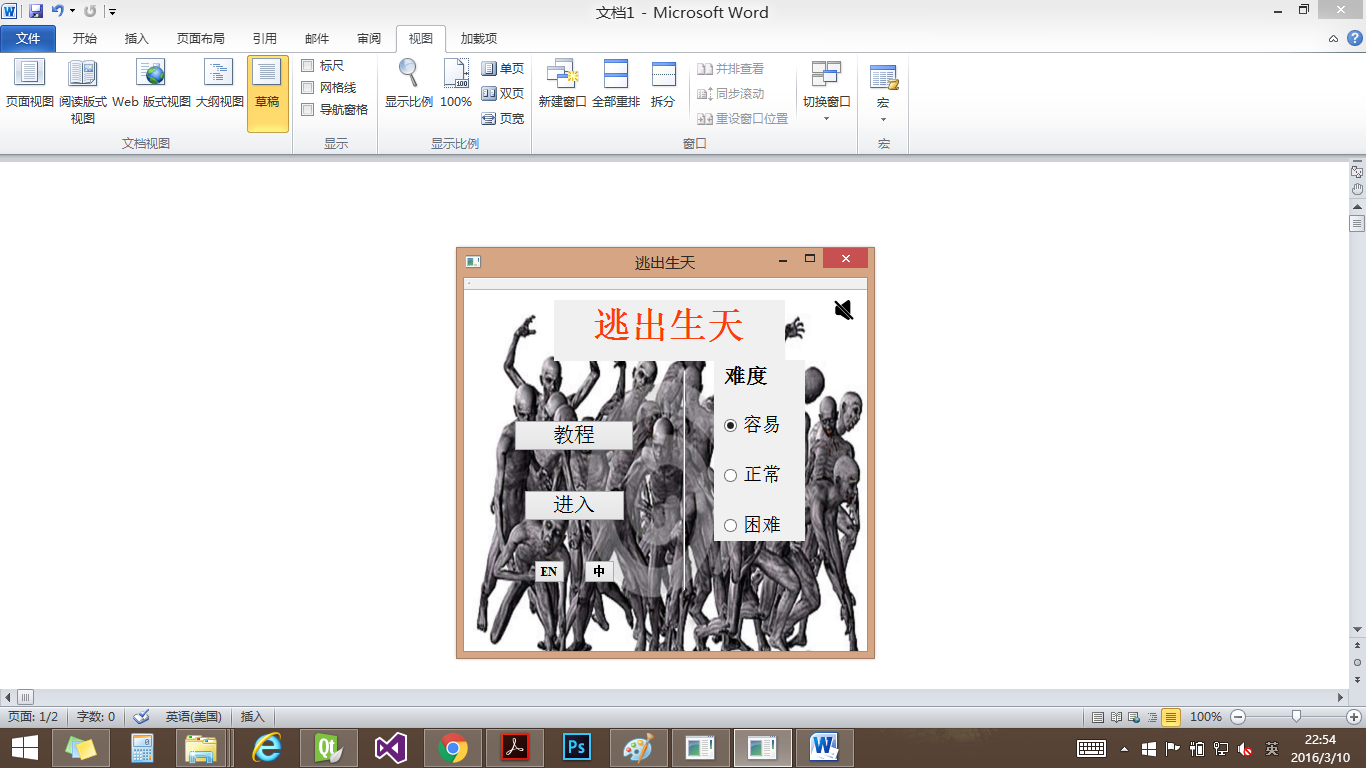 文档1 - Microsoft Word
文件 开始 插入 页面布局 引用 邮件 审阅 视图 加载项
页面视图 阅读版式视图 Web 版式视图 大纲视图 草稿
文档视图
标尺
网格线
导航窗格
显示
显示比例 100% 单页
双页
页宽
显示比例
新建窗口 全部重排 拆分
并排查看
同步滚动
重设窗口位置
切换窗口
窗口
宏
宏
逃出生天
逃出生天
难度
容易
正常
困难
教程
进入
EN 中
页面: 1/2 字数: 0 英语(美国) 插入 100%
英 22:54
2016/3/10